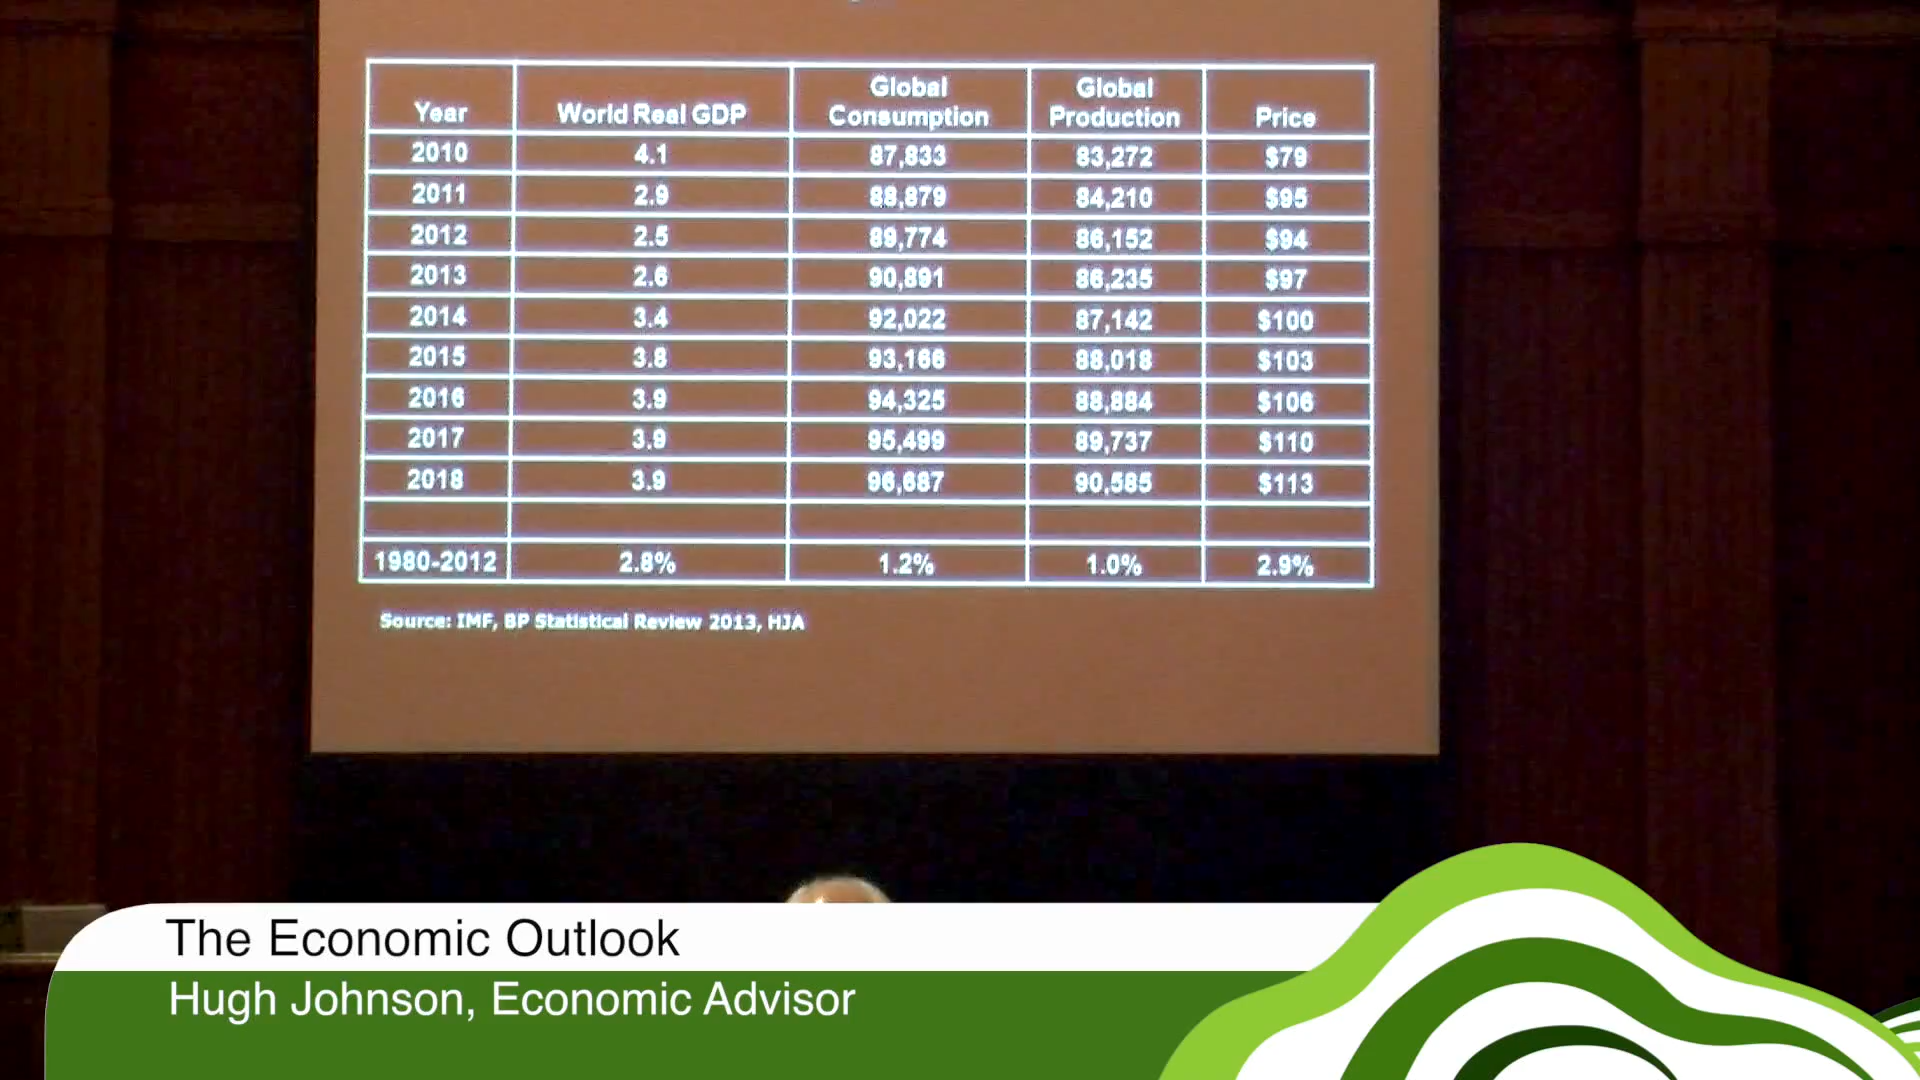 Year World Real GDP Global Consumption Global Production Price
2010 4.1 87,833 83,272 $79
2011 2.9 88,879 84,210 $95
2012 2.5 89,774 86,152 $94
2013 2.6 90,891 86,235 $97
2014 3.4 92,022 87,142 $100
2015 3.8 93,166 88,018 $103
2016 3.9 94,325 88,884 $106
2017 3.9 95,499 89,737 $110
2018 3.9 96,687 90,585 $113
1980-2012 2.8% 1.2% 1.0% 2.9%
Source: IMF, BP Statistical Review 2013, HJA
The Economic Outlook
Hugh Johnson, Economic Advisor